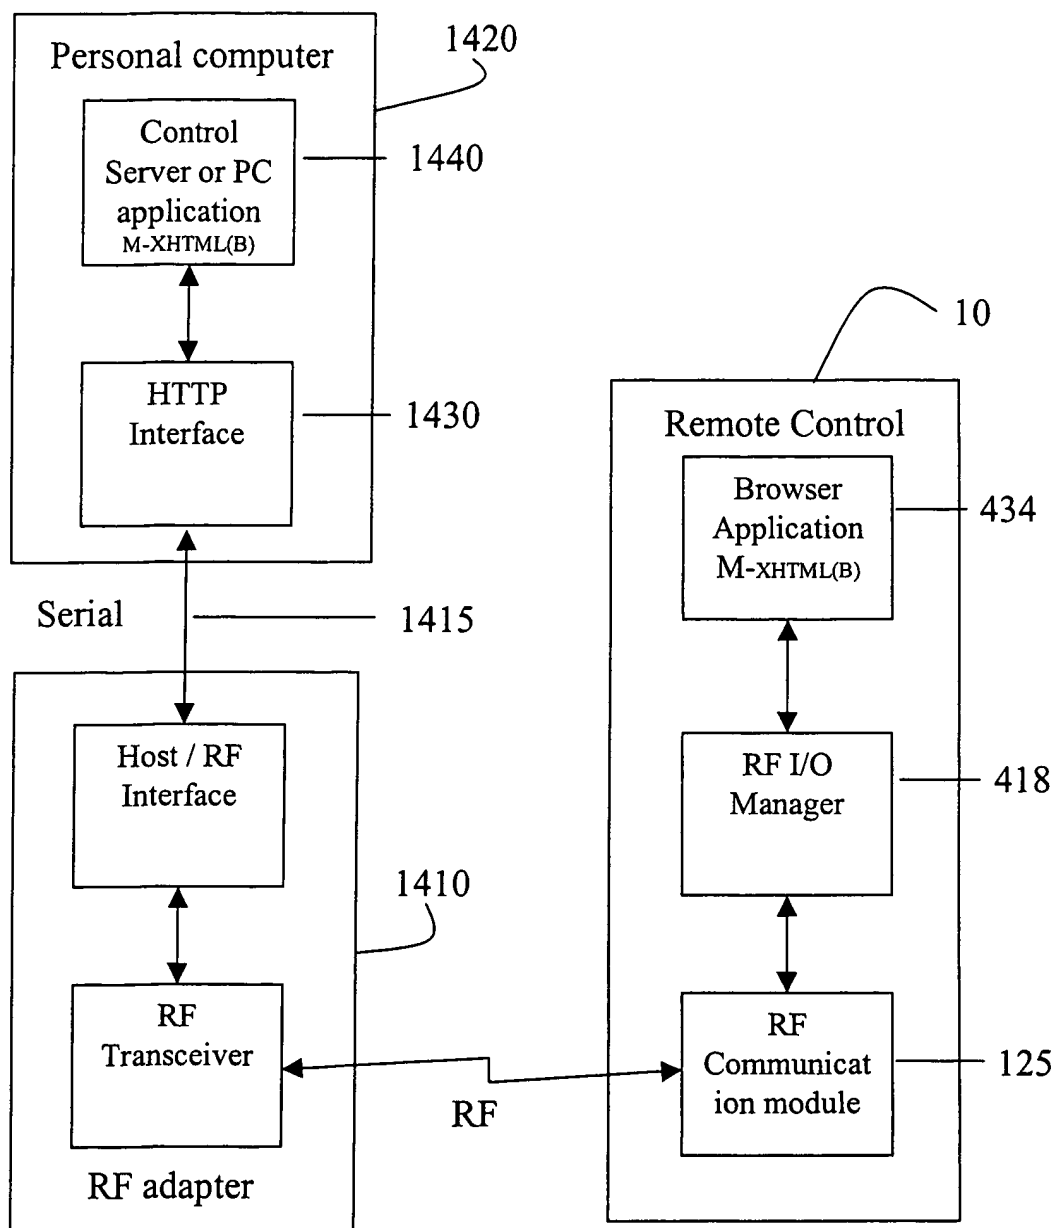 Personal computer
1420
Control
Server or PC
application
M-XHTML(B)
1440
HTTP
Interface
1430
Serial
1415
Host / RF
Interface
1410
RF
Transceiver
RF adapter
RF
10
Remote Control
Browser
Application
M-XHTML(B)
434
RF I/O
Manager
418
RF
Communicat
ion module
125